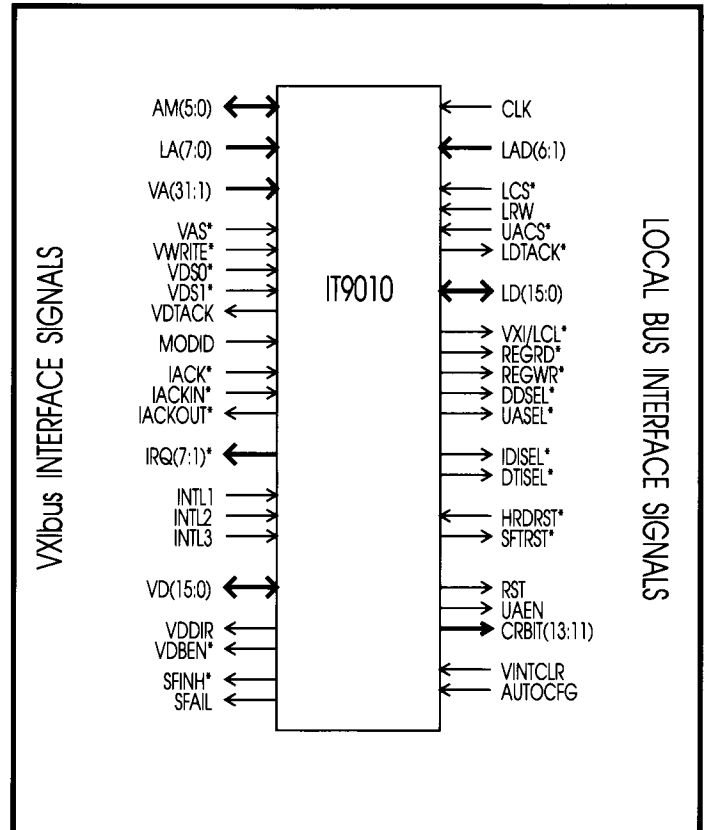 VXIbus INTERFACE SIGNALS
AM(5:0)
LA(7:0)
VA(31:1)
VAS*
VWRITE*
VDS0*
VDS1*
VDTACK
MODID
IACK*
IACKIN*
IACKOUT*
IRQ(7:1)*
INTL1
INTL2
INTL3
VD(15:0)
VDDIR
VDBEN*
SFINH*
SFAIL
IT9010
CLK
LAD(6:1)
LCS*
LRW
UACS*
LDTACK*
LD(15:0)
VXI/LCL*
REGRD*
REGWR*
DDSEL*
UASEL*
IDISEL*
DTISEL*
HRDRST*
SFTRST*
RST
UAEN
CRBIT(13:11)
VINTCLR
AUTOCFG
LOCAL BUS INTERFACE SIGNALS